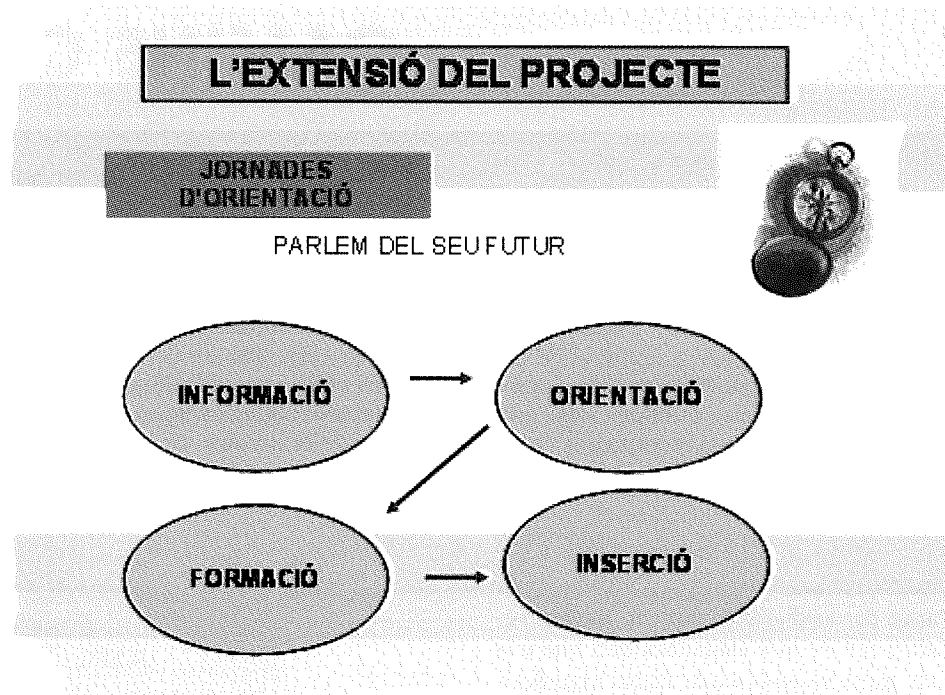 L'EXTENSIÓ DEL PROJECTE
JORNADES
D'ORIENTACIÓ
PARLEM DEL SEU FUTUR
INFORMACIÓ
ORIENTACIÓ
FORMACIÓ
INSERCIÓ